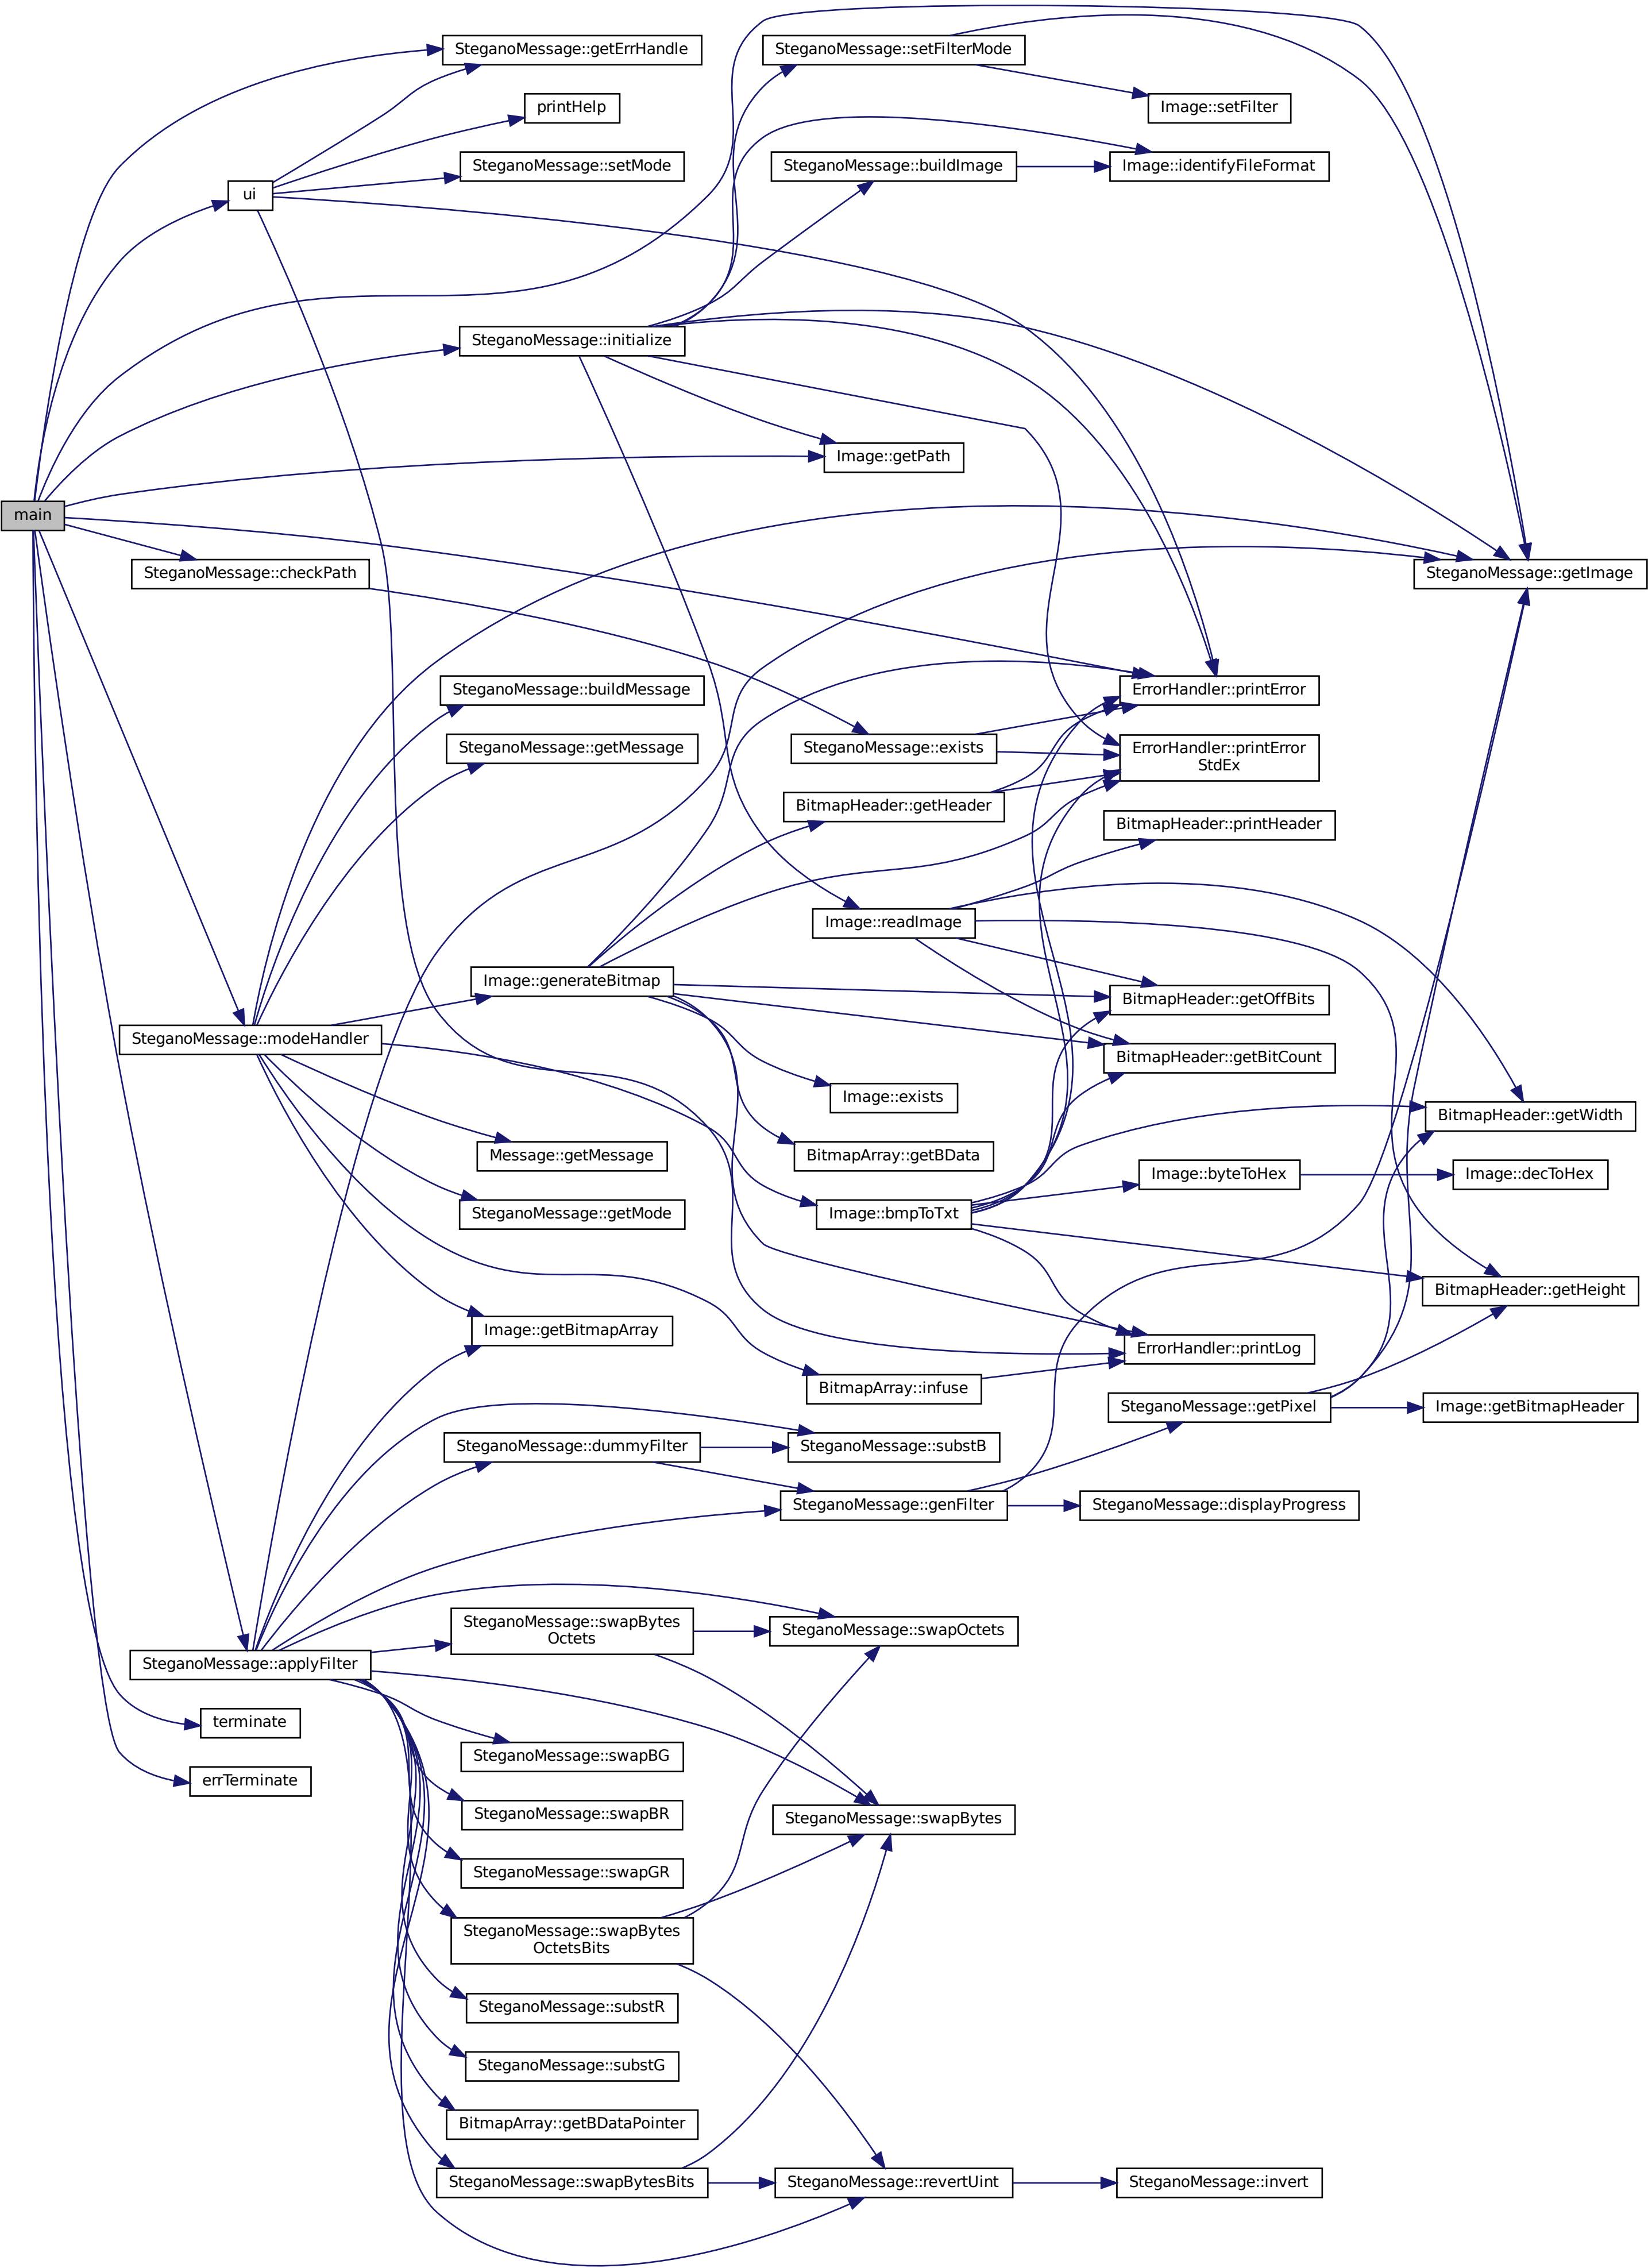 SteganoMessage::getErrHandle
SteganoMessage::setFilterMode
printHelp
Image::setFilter
SteganoMessage::setMode
SteganoMessage::buildImage
Image::identifyFileFormat
ui
SteganoMessage::initialize
Image::getPath
main
SteganoMessage::checkPath
SteganoMessage::getImage
SteganoMessage::buildMessage
ErrorHandler::printError
SteganoMessage::getMessage
SteganoMessage::exists
ErrorHandler::printError
StdEx
BitmapHeader::getHeader
BitmapHeader::printHeader
Image::readImage
Image::generateBitmap
BitmapHeader::getOffBits
SteganoMessage::modeHandler
BitmapHeader::getBitCount
Image::exists
BitmapHeader::getWidth
Message::getMessage
BitmapArray::getBData
Image::byteToHex
Image::decToHex
SteganoMessage::getMode
Image::bmpToTxt
BitmapHeader::getHeight
Image::getBitmapArray
ErrorHandler::printLog
BitmapArray::infuse
SteganoMessage::getPixel
Image::getBitmapHeader
SteganoMessage::dummyFilter
SteganoMessage::substB
SteganoMessage::genFilter
SteganoMessage::displayProgress
SteganoMessage::swapBytes
Octets
SteganoMessage::swapOctets
SteganoMessage::applyFilter
terminate
SteganoMessage::swapBG
errTerminate
SteganoMessage::swapBR
SteganoMessage::swapBytes
SteganoMessage::swapGR
SteganoMessage::swapBytes
OctetsBits
SteganoMessage::substR
SteganoMessage::substG
BitmapArray::getBDataPointer
SteganoMessage::swapBytesBits
SteganoMessage::revertUint
SteganoMessage::invert